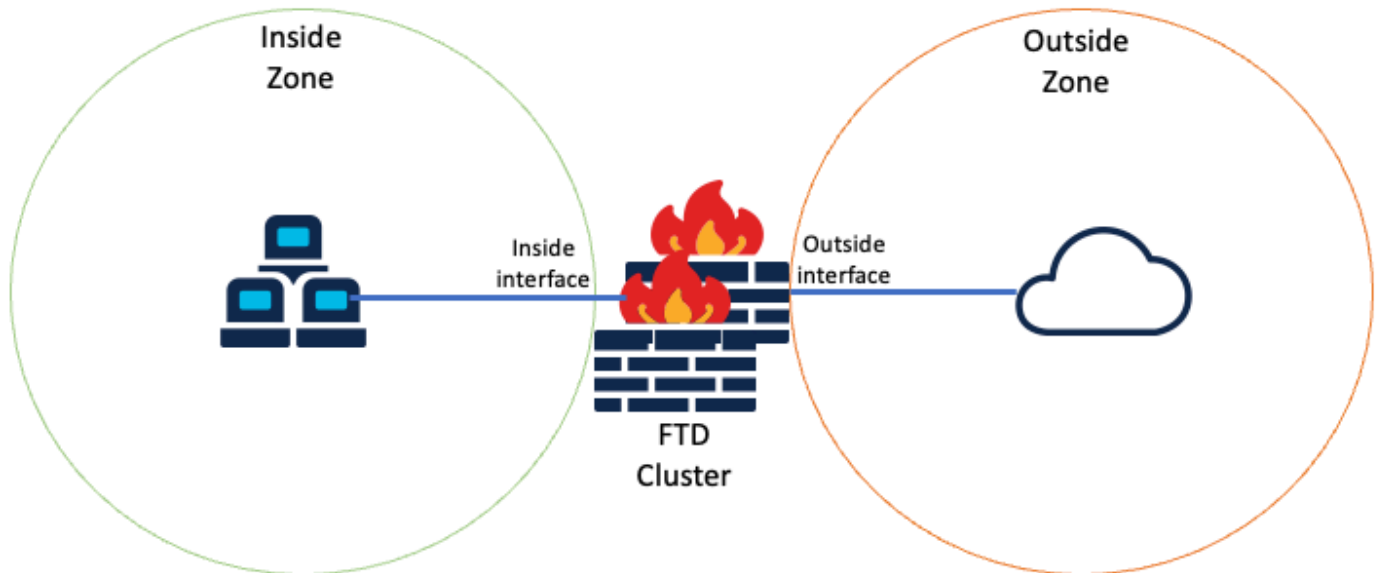 Inside
Zone
Outside
Zone
Inside
interface
Outside
interface
FTD
Cluster